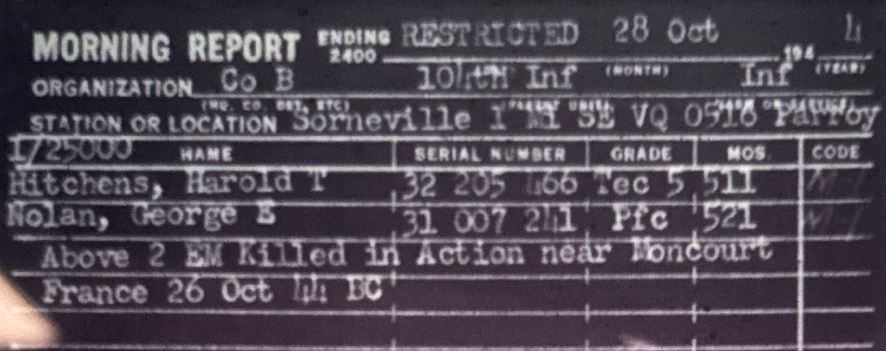 MORNING REPORT ENDING 2400 RESTRICTED 28 Oct 194 4
ORGANIZATION Co B 104th Inf (MONTH) Inf (YEAR)
STATION OR LOCATION Sorneville 1 Mi SE VQ 0516 Parroy
1/25000 NAME SERIAL NUMBER GRADE MOS CODE
Hitchens, Harold T 32 205 466 Tec 5 511
Nolan, George E 31 007 241 Pfc 521
Above 2 EM Killed in Action near Moncourt
France 26 Oct 44 BC